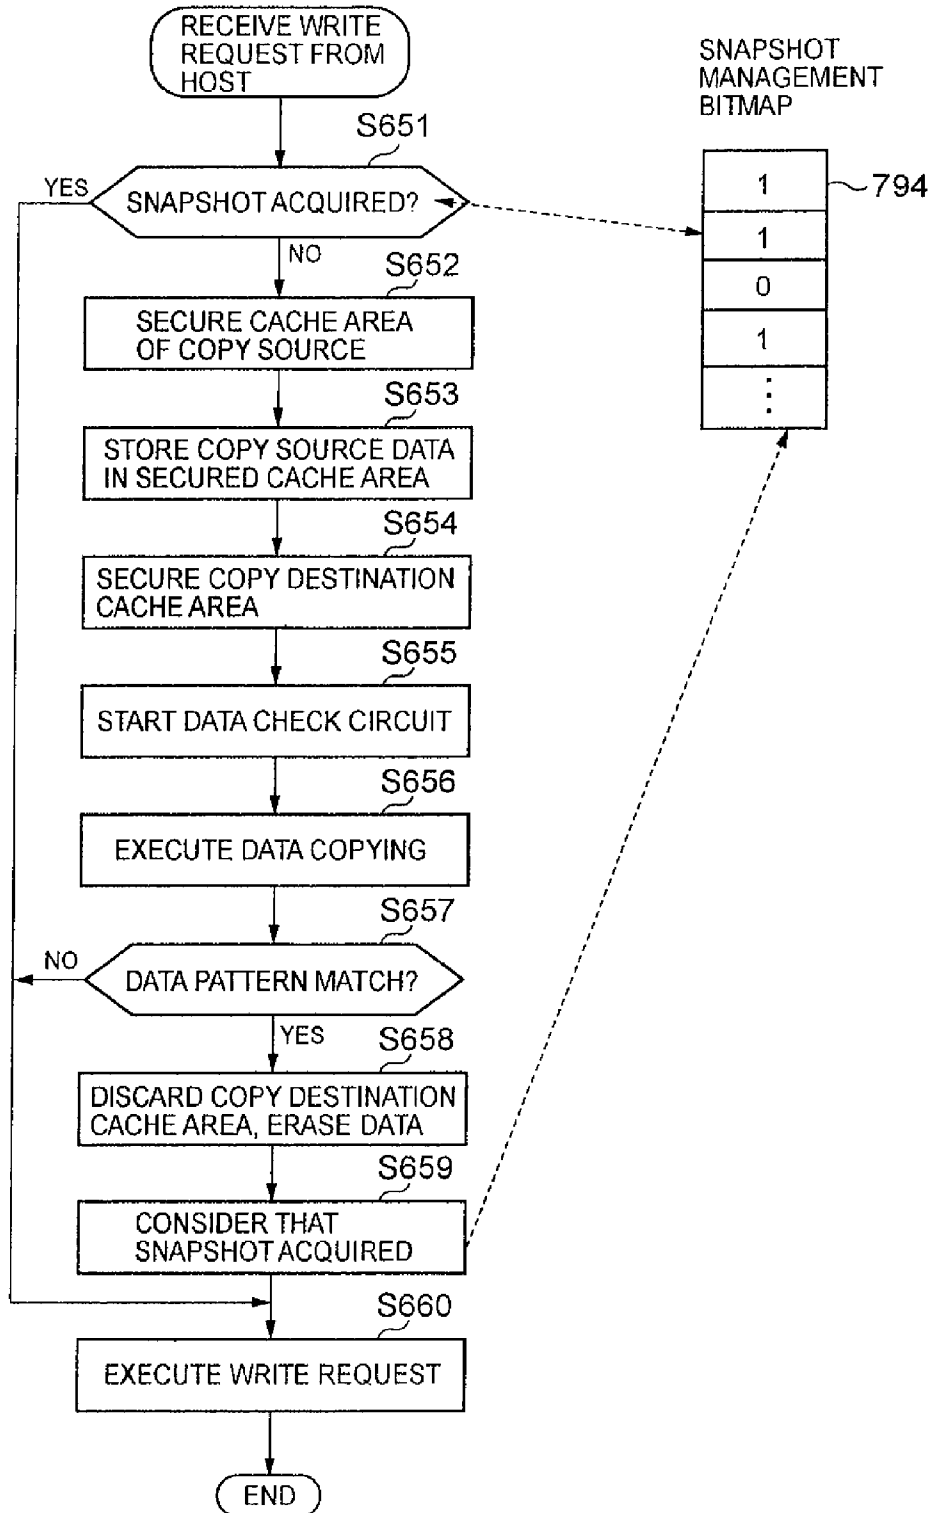 RECEIVE WRITE
REQUEST FROM
HOST
SNAPSHOT
MANAGEMENT
BITMAP
S651
YES
SNAPSHOT ACQUIRED?
1
794
1
NO
0
S652
SECURE CACHE AREA
OF COPY SOURCE
1
⋮
S653
STORE COPY SOURCE DATA
IN SECURED CACHE AREA
S654
SECURE COPY DESTINATION
CACHE AREA
S655
START DATA CHECK CIRCUIT
S656
EXECUTE DATA COPYING
S657
NO
DATA PATTERN MATCH?
YES
S658
DISCARD COPY DESTINATION
CACHE AREA, ERASE DATA
S659
CONSIDER THAT
SNAPSHOT ACQUIRED
S660
EXECUTE WRITE REQUEST
END